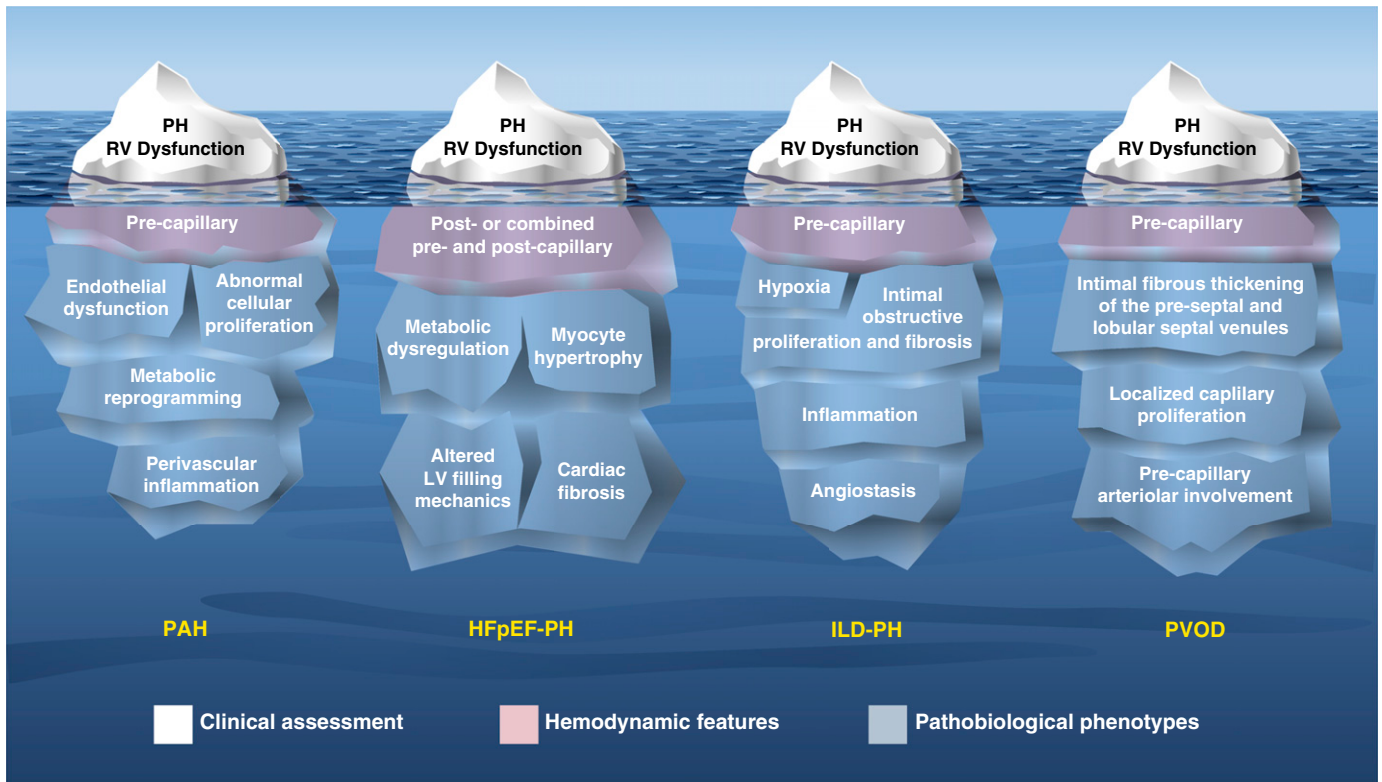 PH
RV Dysfunction
Pre-capillary
Endothelial
dysfunction
Abnormal
cellular
proliferation
Metabolic
reprogramming
Perivascular
inflammation
PAH
PH
RV Dysfunction
Post- or combined
pre- and post-capillary
Metabolic
dysregulation
Myocyte
hypertrophy
Altered
LV filling
mechanics
Cardiac
fibrosis
HFpEF-PH
PH
RV Dysfunction
Pre-capillary
Hypoxia
Intimal
obstructive
proliferation and fibrosis
Inflammation
Angiostasis
ILD-PH
PH
RV Dysfunction
Pre-capillary
Intimal fibrous thickening
of the pre-septal and
lobular septal venules
Localized caplilary
proliferation
Pre-capillary
arteriolar involvement
PVOD
Clinical assessment
Hemodynamic features
Pathobiological phenotypes